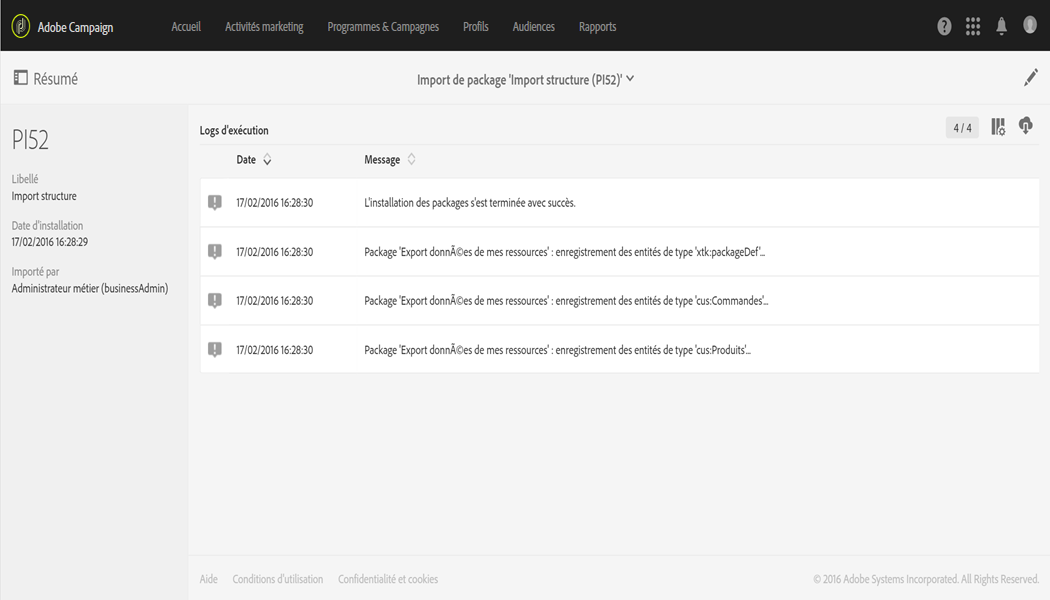 Adobe Campaign Accueil Activités marketing Programmes & Campagnes Profils Audiences Rapports
Résumé Import de package 'Import structure (PI52)'
PI52
Libellé
Import structure
Date d'installation
17/02/2016 16:28:29
Importé par
Administrateur métier (businessAdmin)
Logs d'exécution 4 / 4
Date Message
17/02/2016 16:28:30 L'installation des packages s'est terminée avec succès.
17/02/2016 16:28:30 Package 'Export donnÃ©es de mes ressources' : enregistrement des entités de type 'xtk:packageDef'...
17/02/2016 16:28:30 Package 'Export donnÃ©es de mes ressources' : enregistrement des entités de type 'cus:Commandes'...
17/02/2016 16:28:30 Package 'Export donnÃ©es de mes ressources' : enregistrement des entités de type 'cus:Produits'...
Aide Conditions d'utilisation Confidentialité et cookies © 2016 Adobe Systems Incorporated. All Rights Reserved.